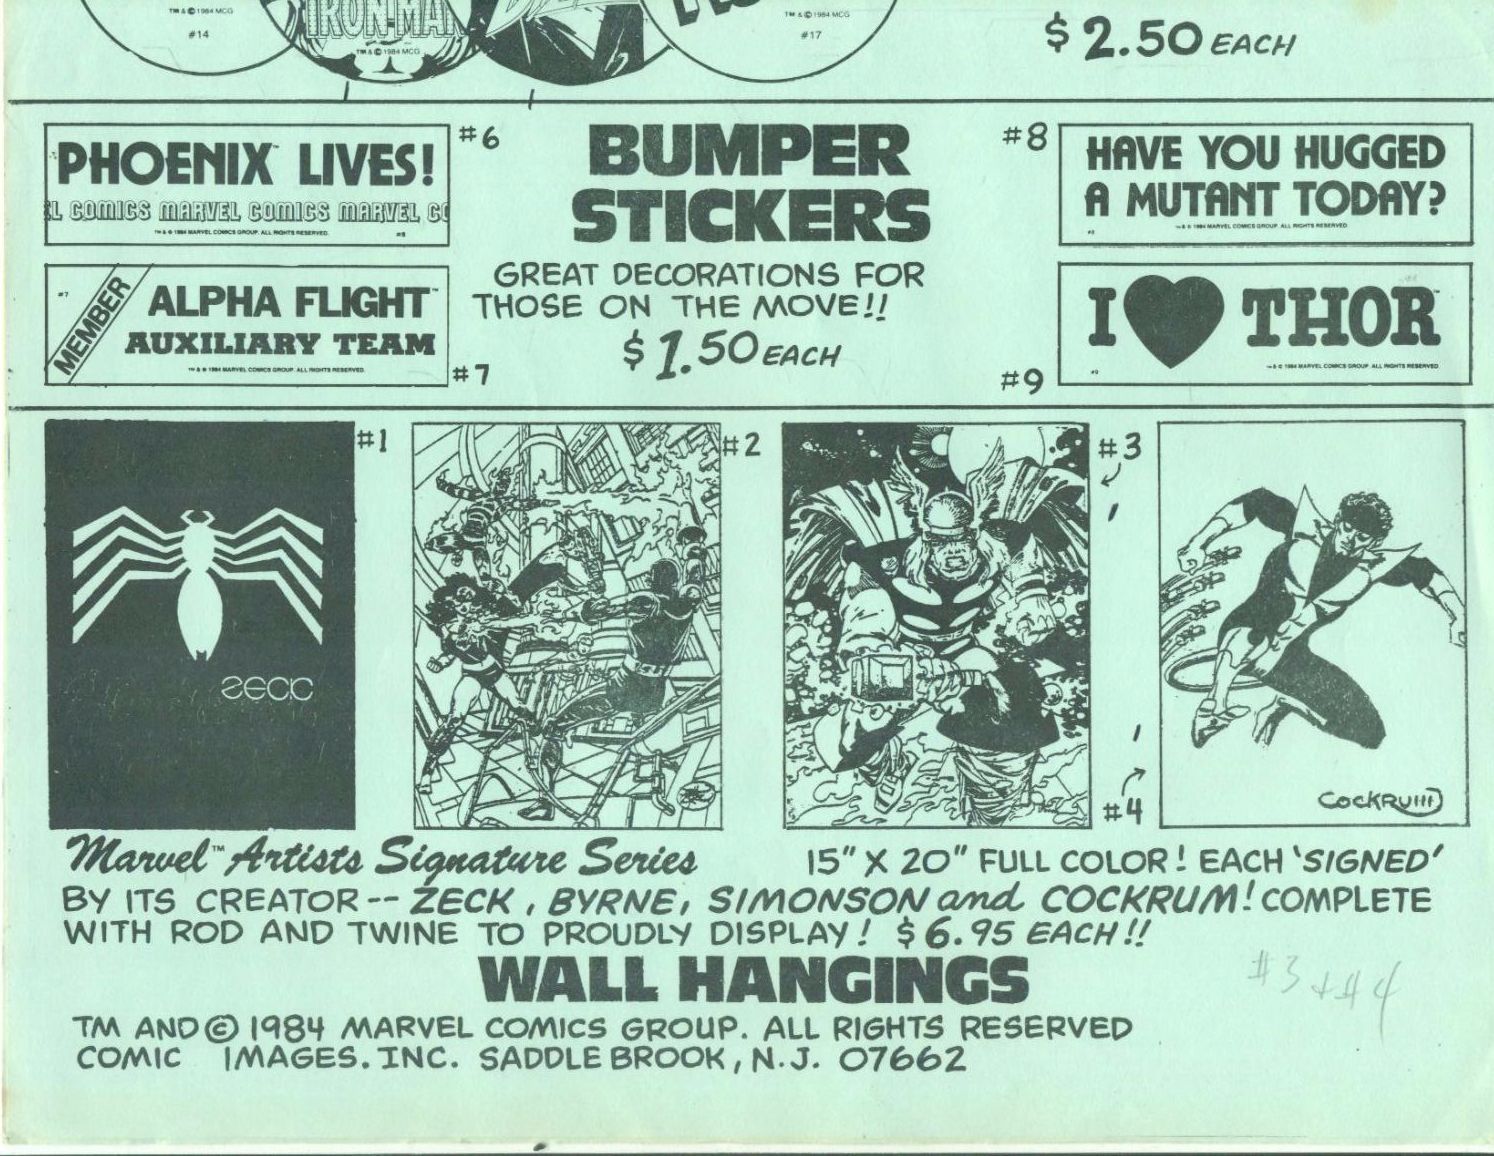 TM & © 1984 MCG
#14
IRON-MAN
TM & © 1984 MCG
TM & © 1984 MCG
#17
$2.50 EACH
PHOENIX™ LIVES!
L COMICS MARVEL COMICS MARVEL CO
TM & © 1984 MARVEL COMICS GROUP. ALL RIGHTS RESERVED.
#6
#7
MEMBER
ALPHA FLIGHT™
AUXILIARY TEAM
TM & © 1984 MARVEL COMICS GROUP. ALL RIGHTS RESERVED.
#7
BUMPER
STICKERS
GREAT DECORATIONS FOR
THOSE ON THE MOVE!!
$1.50 EACH
#8
HAVE YOU HUGGED
A MUTANT TODAY?
TM & © 1984 MARVEL COMICS GROUP. ALL RIGHTS RESERVED
I ♥ THOR™
TM & © 1984 MARVEL COMICS GROUP. ALL RIGHTS RESERVED
#9
#1
ZECK
#2
#3
#4
COCKRUM
Marvel™ Artists Signature Series
15" X 20" FULL COLOR! EACH 'SIGNED'
BY ITS CREATOR-- ZECK, BYRNE, SIMONSON and COCKRUM! COMPLETE
WITH ROD AND TWINE TO PROUDLY DISPLAY! $6.95 EACH!!
WALL HANGINGS
#3 + #4
TM AND © 1984 MARVEL COMICS GROUP. ALL RIGHTS RESERVED
COMIC IMAGES. INC. SADDLE BROOK, N.J. 07662